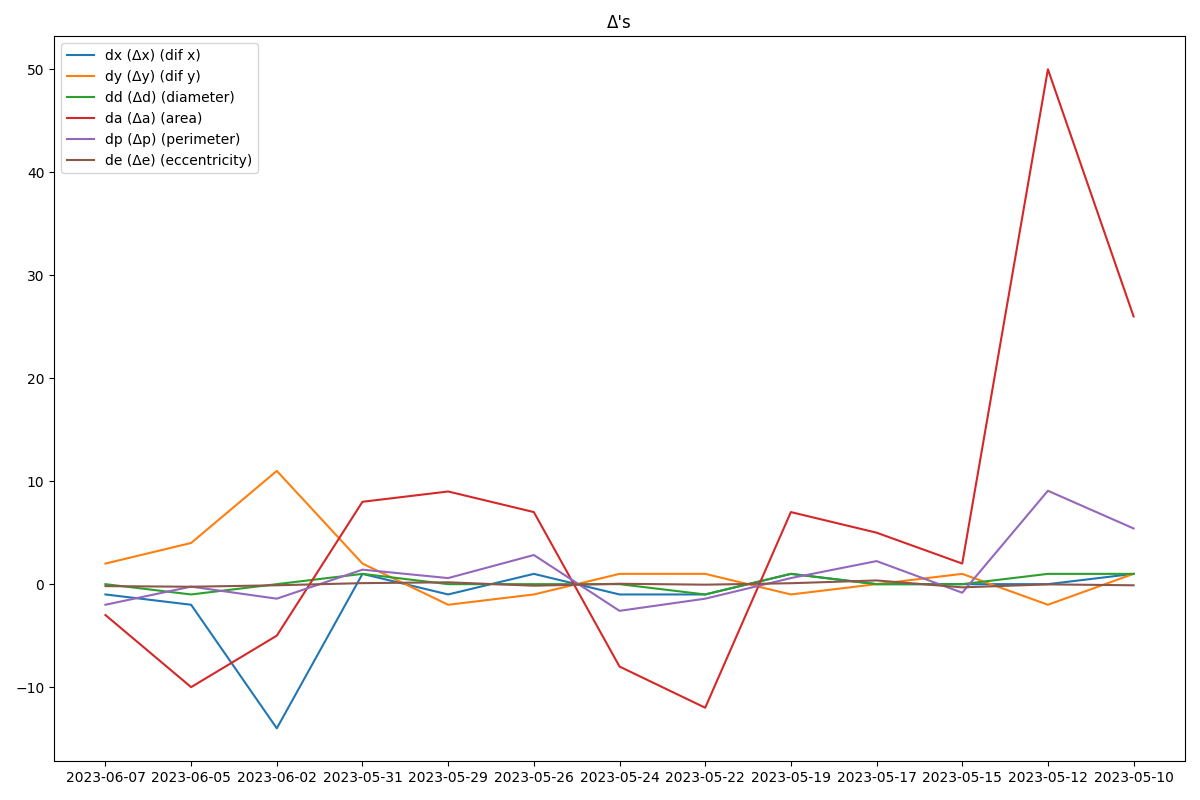 Δ's
dx (Δx) (dif x)
dy (Δy) (dif y)
dd (Δd) (diameter)
da (Δa) (area)
dp (Δp) (perimeter)
de (Δe) (eccentricity)
50
40
30
20
10
0
−10
2023-06-07 2023-06-05 2023-06-02 2023-05-31 2023-05-29 2023-05-26 2023-05-24 2023-05-22 2023-05-19 2023-05-17 2023-05-15 2023-05-12 2023-05-10